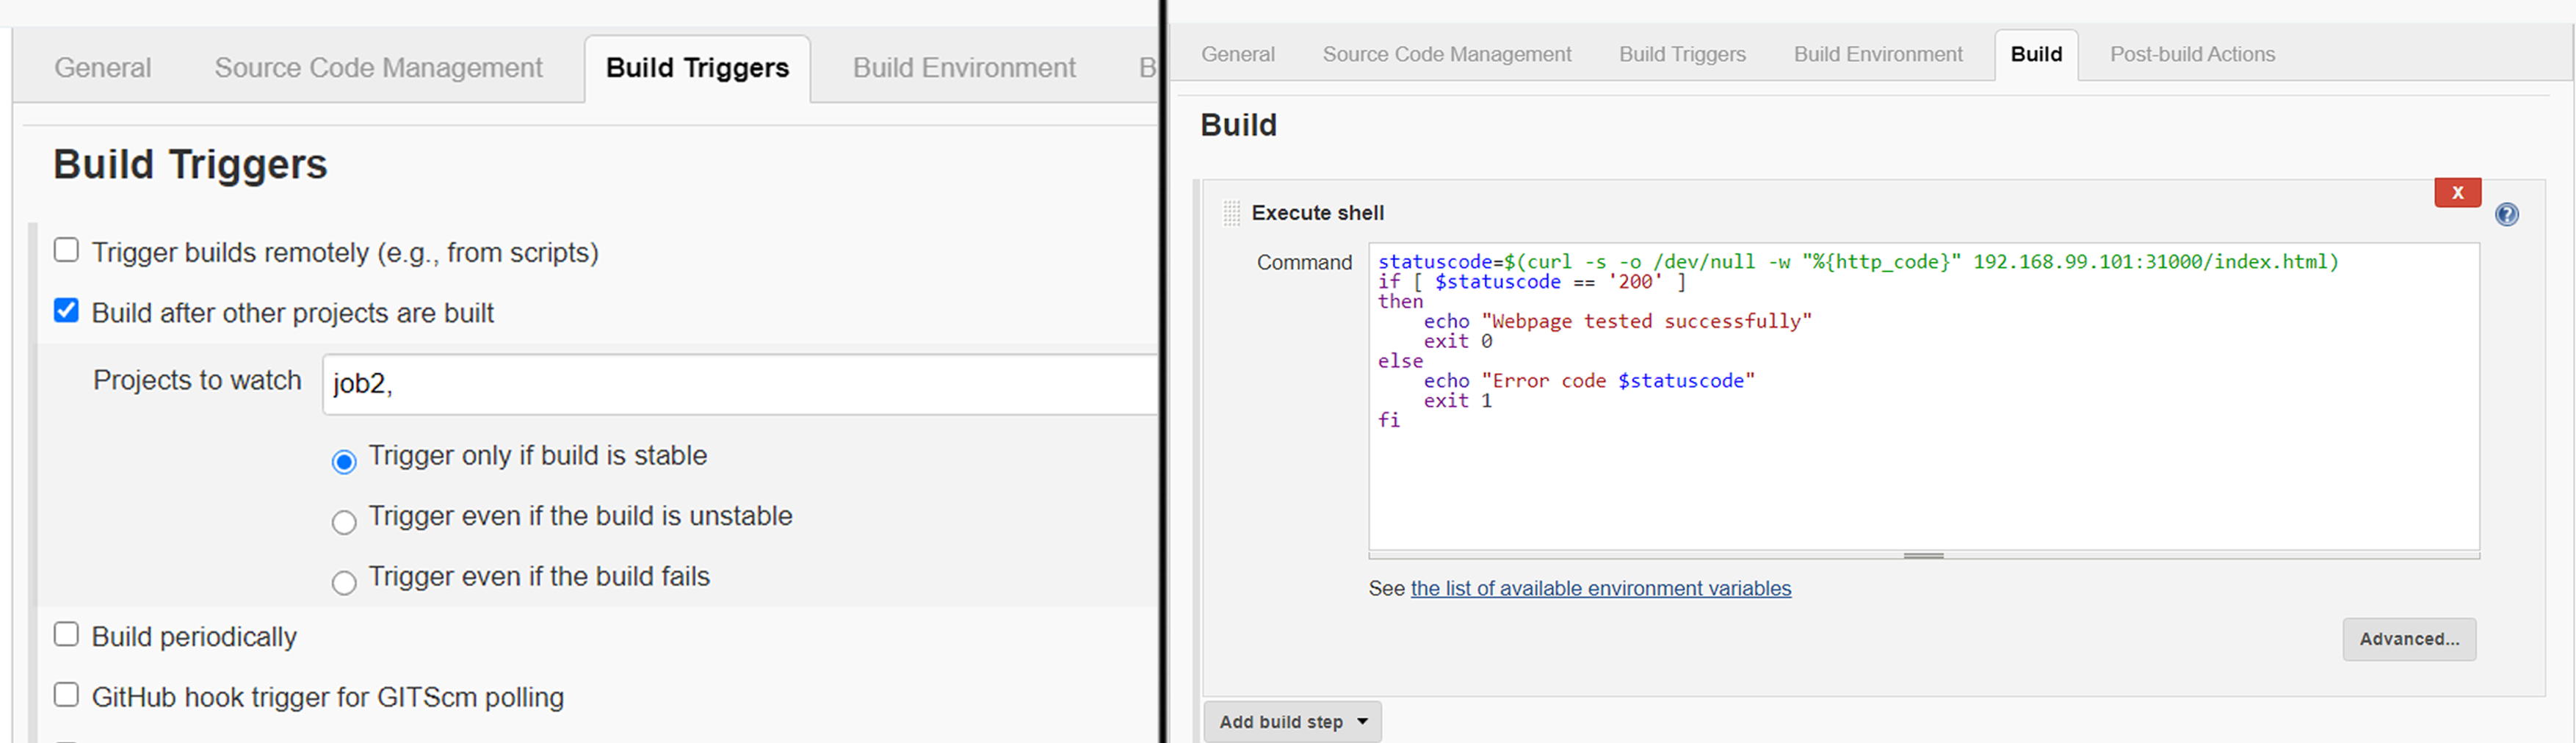 General Source Code Management Build Triggers Build Environment B
Build Triggers
Trigger builds remotely (e.g., from scripts)
Build after other projects are built
Projects to watch job2,
Trigger only if build is stable
Trigger even if the build is unstable
Trigger even if the build fails
Build periodically
GitHub hook trigger for GITScm polling
General Source Code Management Build Triggers Build Environment Build Post-build Actions
Build
X
Execute shell
?
Command statuscode=$(curl -s -o /dev/null -w "%{http_code}" 192.168.99.101:31000/index.html)
if [ $statuscode == '200' ]
then
    echo "Webpage tested successfully"
    exit 0
else
    echo "Error code $statuscode"
    exit 1
fi
See the list of available environment variables
Advanced...
Add build step